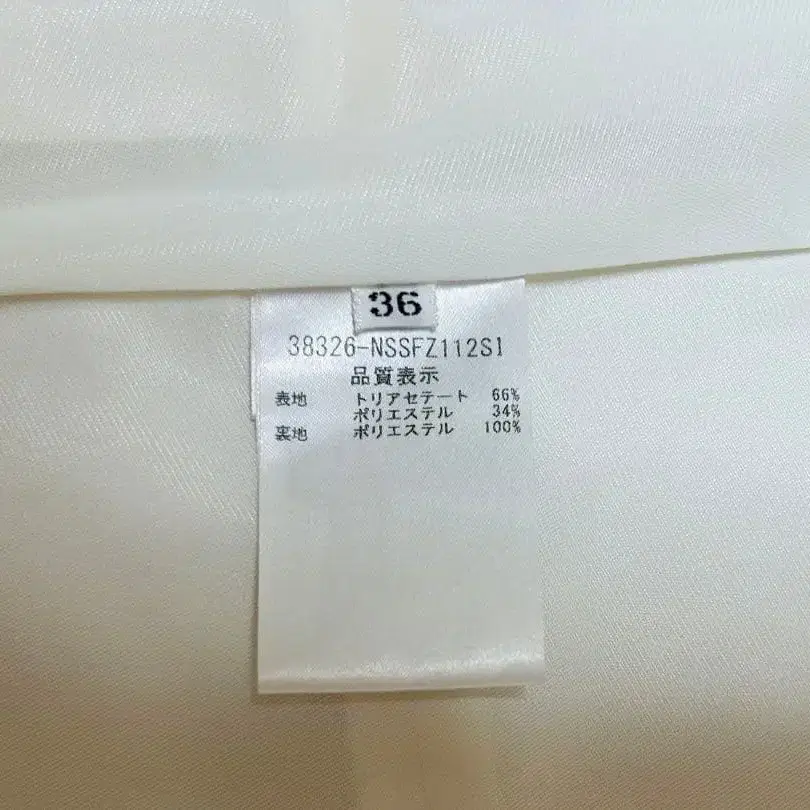 36
38326-NSSFZ112SI
品質表示
表地 トリアセテート 66%
ポリエステル 34%
裏地 ポリエステル 100%